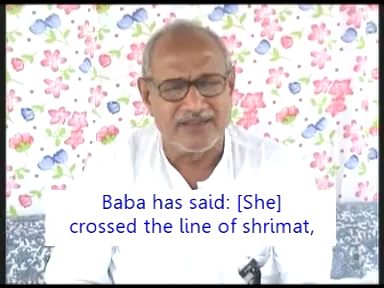 Baba has said: [She]
crossed the line of shrimat,